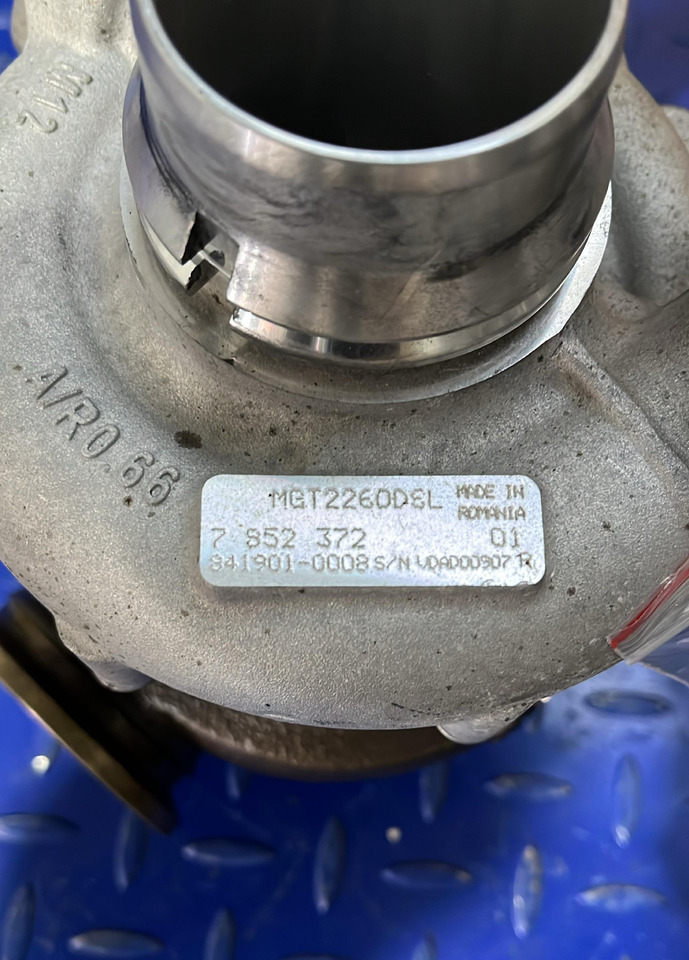 M12
A/R0.66
MGT2260DSL MADE IN
ROMANIA
7 852 372 01
841901-0008 S/N VDAD00907 R